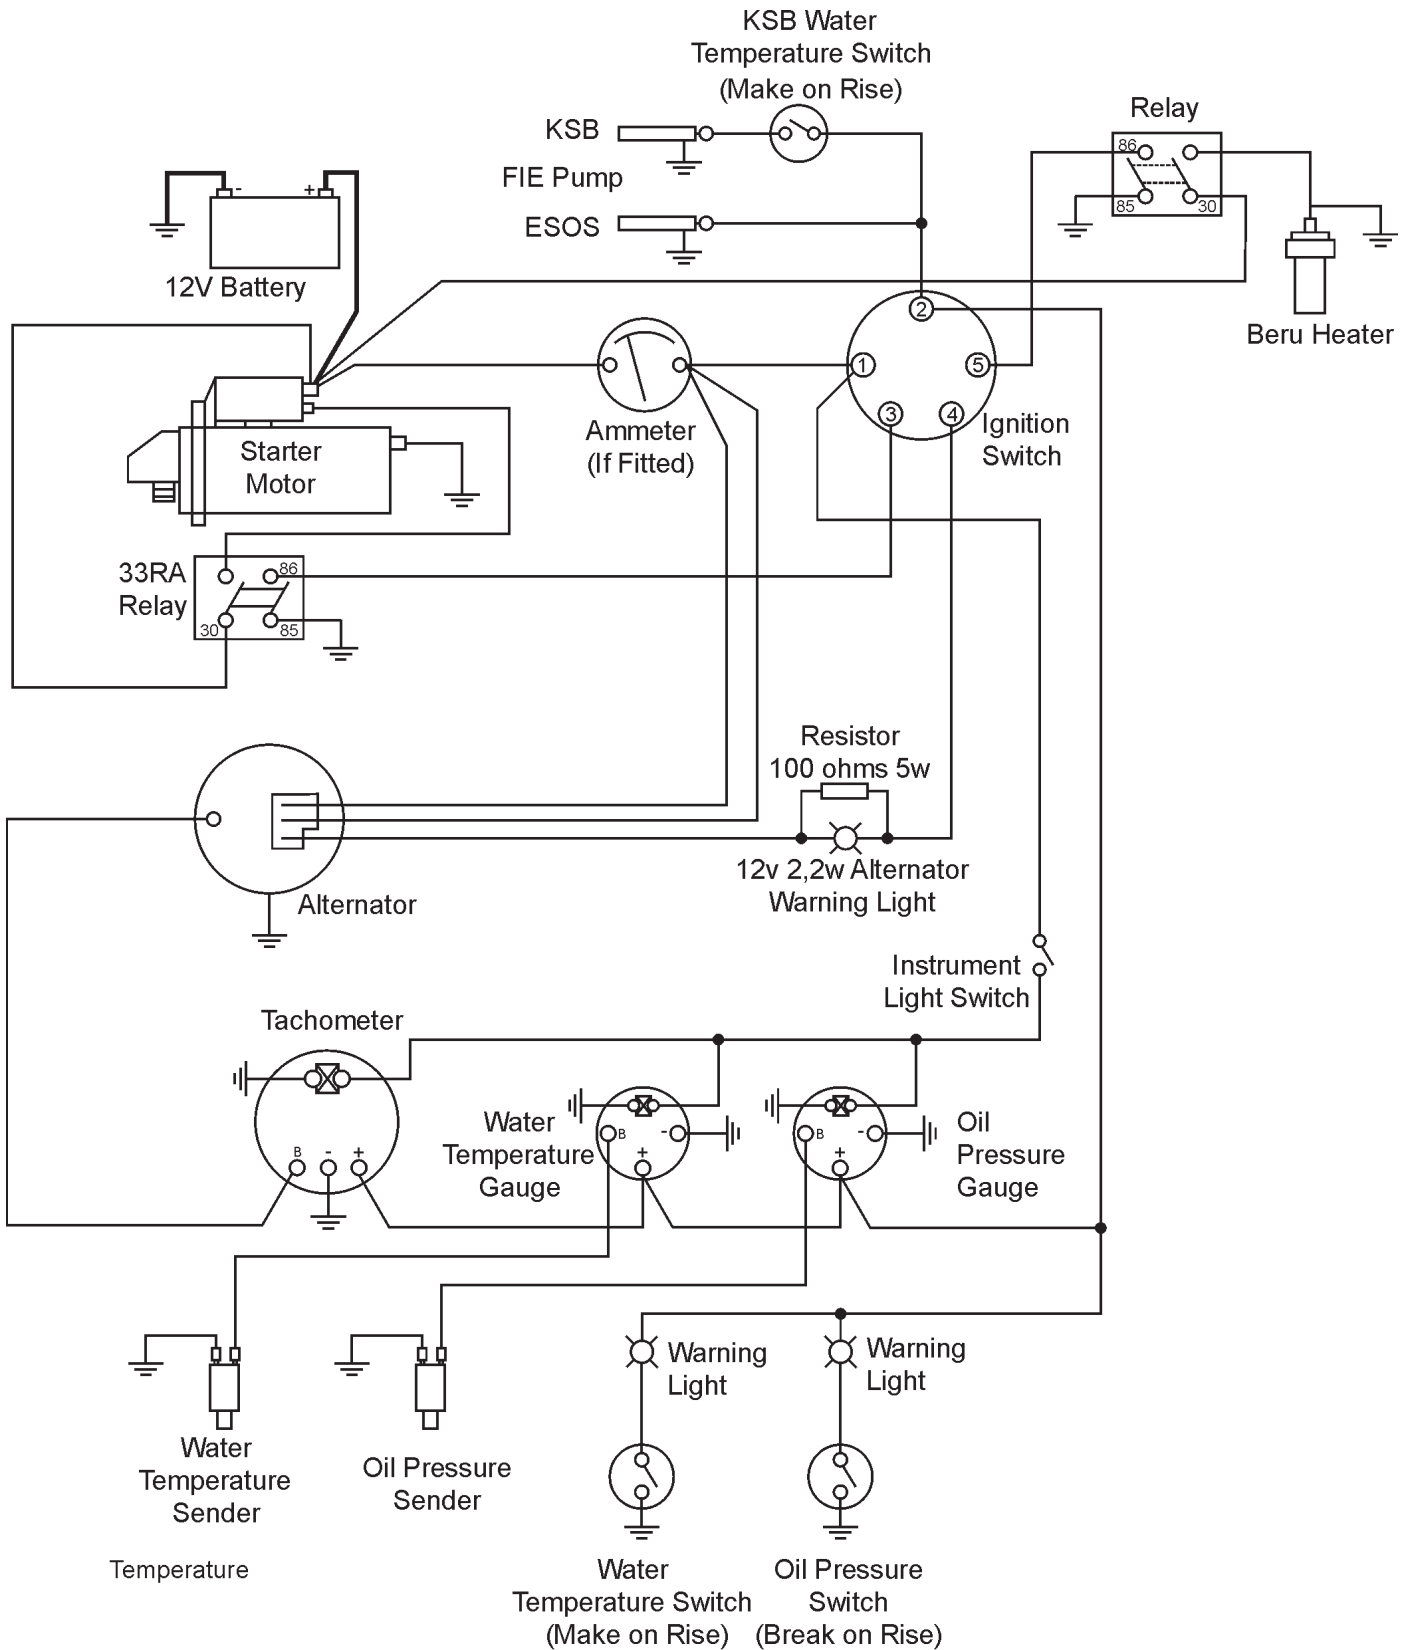 KSB Water
Temperature Switch
(Make on Rise)
Relay
KSB
FIE Pump
ESOS
86
85
30
- +
12V Battery
2
1
5
3
4
Beru Heater
Ignition
Switch
Ammeter
(If Fitted)
Starter
Motor
33RA
Relay
86
30
85
Resistor
100 ohms 5w
12v 2,2w Alternator
Warning Light
Alternator
Instrument
Light Switch
Tachometer
B - +
Water
Temperature
Gauge
B -
+
B -
+
Oil
Pressure
Gauge
Warning
Light
Warning
Light
Water
Temperature
Sender
Oil Pressure
Sender
Temperature
Water
Temperature Switch
(Make on Rise)
Oil Pressure
Switch
(Break on Rise)